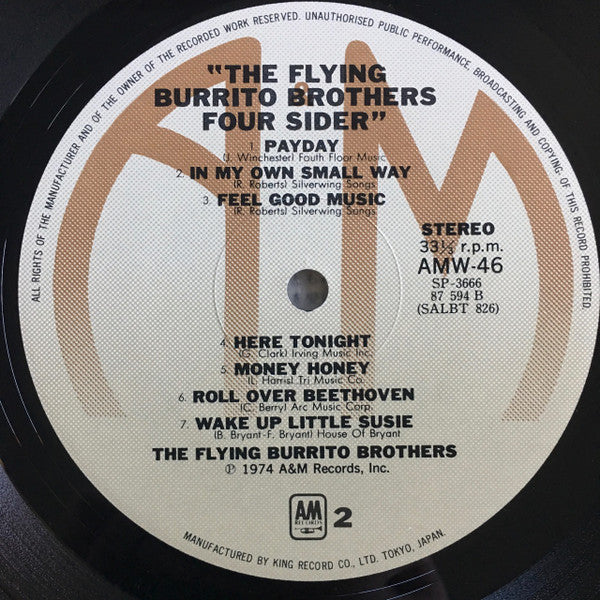 ALL RIGHTS OF THE MANUFACTURER AND OF THE OWNER OF THE RECORDED WORK RESERVED. UNAUTHORISED PUBLIC PERFORMANCE, BROADCASTING AND COPYING OF THIS RECORD PROHIBITED.
"THE FLYING
BURRITO BROTHERS
FOUR SIDER"
1. PAYDAY
(J. Winchester) Fouth Floor Music
2. IN MY OWN SMALL WAY
(R. Roberts) Silverwing Songs
3. FEEL GOOD MUSIC
(R. Roberts) Silverwing Songs
STEREO
33⅓ r.p.m.
AMW-46
SP-3666
87 594 B
(SALBT 826)
4. HERE TONIGHT
(G. Clark) Irving Music Inc.
5. MONEY HONEY
(L. Harris) Tri Music Co.
6. ROLL OVER BEETHOVEN
(C. Berry) Arc Music Corp.
7. WAKE UP LITTLE SUSIE
(B. Bryant-F. Bryant) House Of Bryant
THE FLYING BURRITO BROTHERS
℗ 1974 A&M Records, Inc.
AM
RECORDS
2
MANUFACTURED BY KING RECORD CO., LTD. TOKYO, JAPAN.